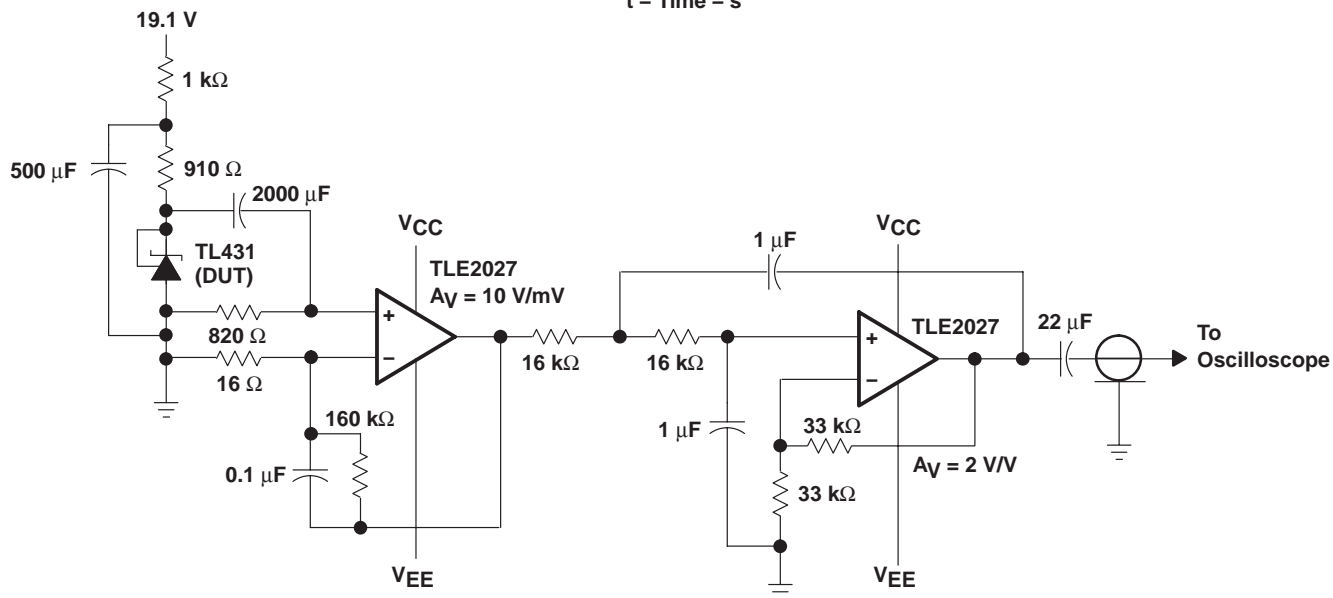 t – Time – s
19.1 V
1 kΩ
500 μF
910 Ω
2000 μF
TL431
(DUT)
820 Ω
16 Ω
VCC
TLE2027
AV = 10 V/mV
+
–
160 kΩ
0.1 μF
VEE
16 kΩ
16 kΩ
1 μF
1 μF
VCC
TLE2027
+
–
33 kΩ
33 kΩ
AV = 2 V/V
VEE
22 μF
To
Oscilloscope